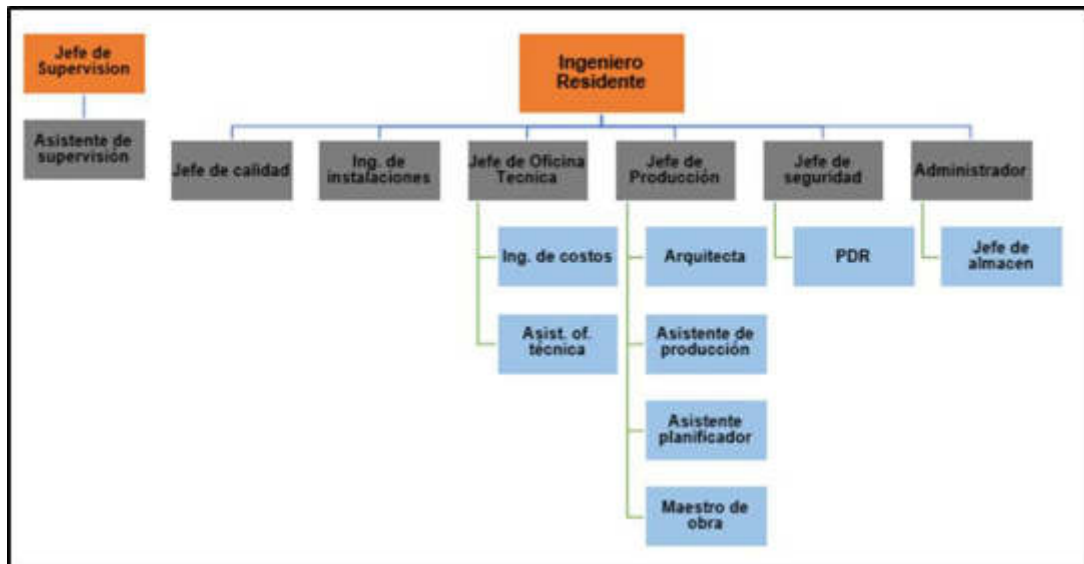 Jefe de
Supervision
Ingeniero
Residente
Asistente de
supervisión
Jefe de calidad
Ing. de
instalaciones
Jefe de Oficina
Tecnica
Jefe de
Producción
Jefe de
seguridad
Administrador
Ing. de costos
Arquitecta
PDR
Jefe de
almacen
Asist. of.
técnica
Asistente de
producción
Asistente
planificador
Maestro de
obra